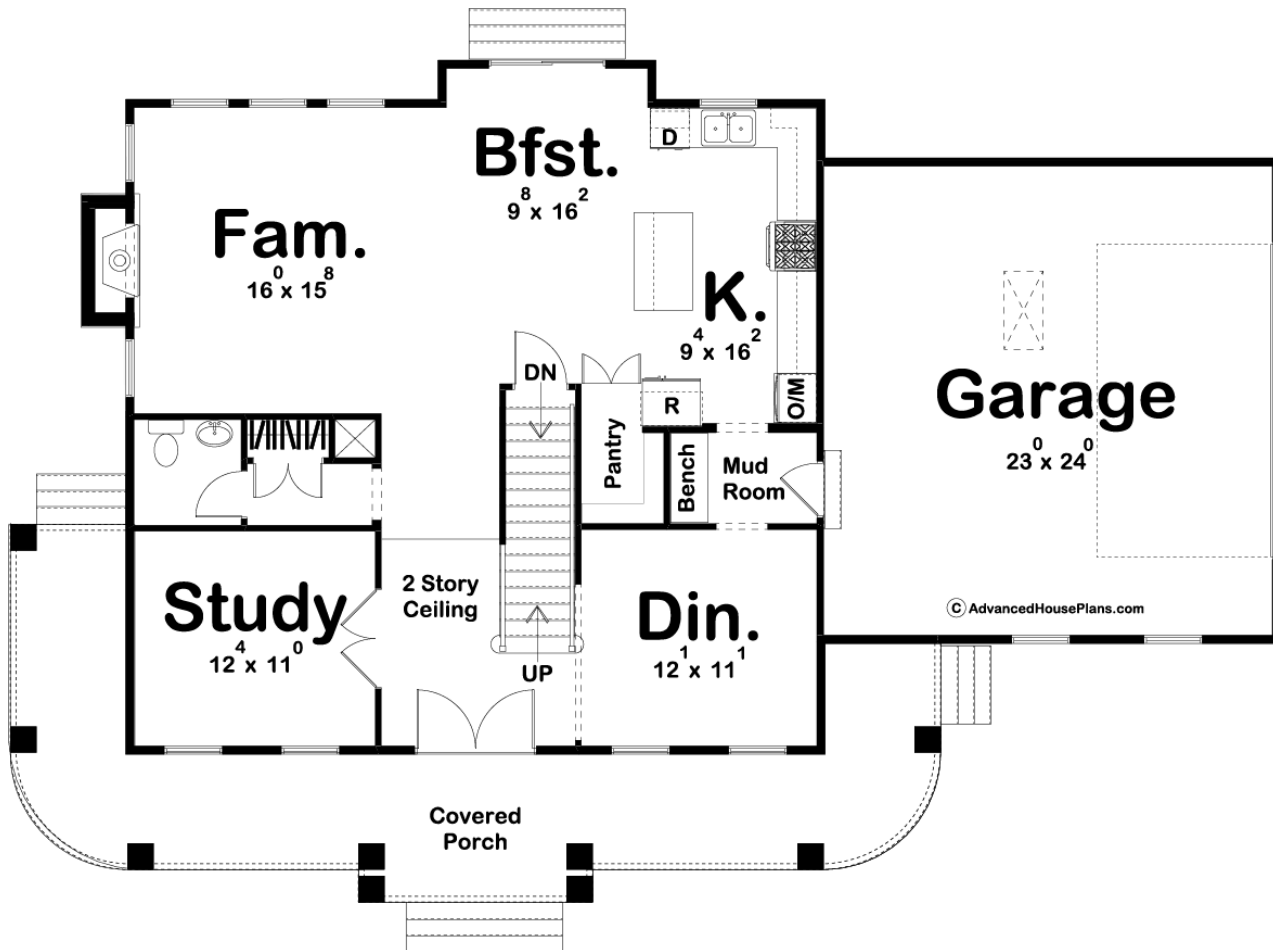 Bfst.
9⁸ x 16²
D
Fam.
16⁰ x 15⁸
K.
9⁴ x 16²
DN
R
O/M
Garage
23⁰ x 24⁰
Pantry
Bench
Mud
Room
Study
12⁴ x 11⁰
2 Story
Ceiling
UP
Din.
12¹ x 11¹
© AdvancedHousePlans.com
Covered
Porch